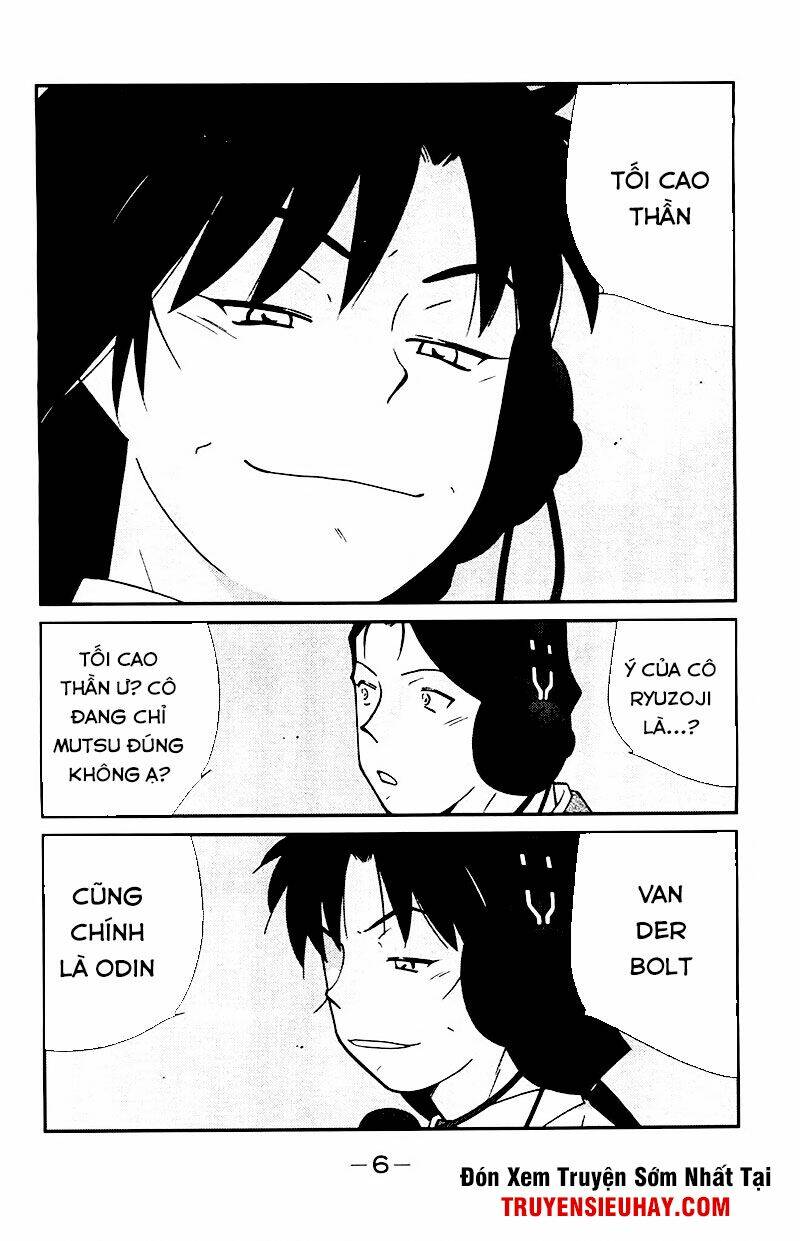 TỐI CAO
THẦN
Ý CỦA CÔ
RYUZOJI
LÀ...?
TỐI CAO
THẦN Ư? CÔ
ĐANG CHỈ
MUTSU ĐÚNG
KHÔNG Ạ?
VAN
DER
BOLT
CŨNG
CHÍNH
LÀ ODIN
—6—
Đón Xem Truyện Sớm Nhất Tại
TRUYENSIEUHAY.COM